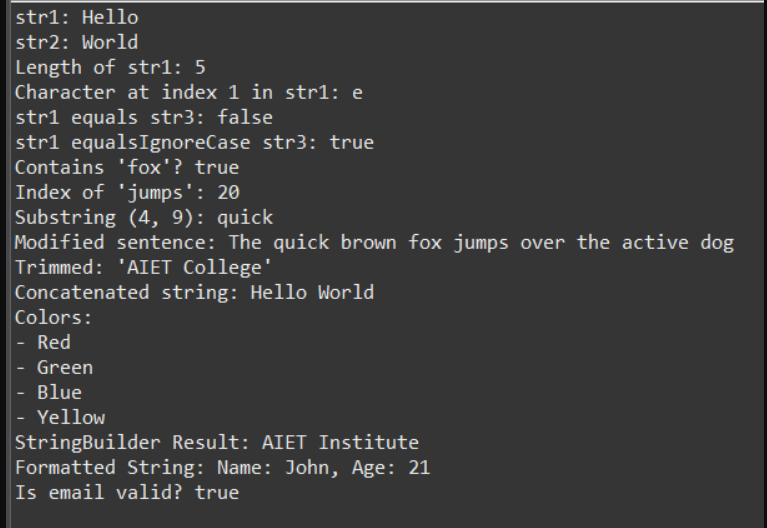 str1: Hello
str2: World
Length of str1: 5
Character at index 1 in str1: e
str1 equals str3: false
str1 equalsIgnoreCase str3: true
Contains 'fox'? true
Index of 'jumps': 20
Substring (4, 9): quick
Modified sentence: The quick brown fox jumps over the active dog
Trimmed: 'AIET College'
Concatenated string: Hello World
Colors:
- Red
- Green
- Blue
- Yellow
StringBuilder Result: AIET Institute
Formatted String: Name: John, Age: 21
Is email valid? true